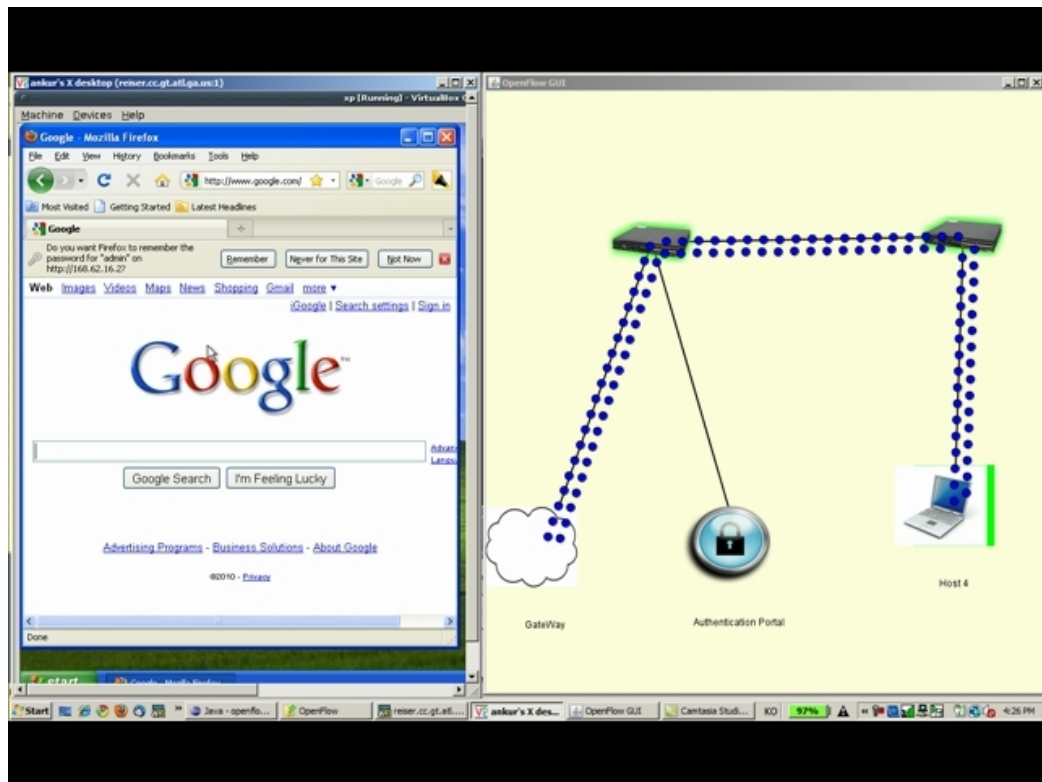 ankur's X desktop (reiser.cc.gt.atl.ga.us:1)
xp [Running] - VirtualBox
Machine Devices Help
Google - Mozilla Firefox
File Edit View History Bookmarks Tools Help
http://www.google.com/ Google
Most Visited Getting Started Latest Headlines
Google
Do you want Firefox to remember the
password for "admin" on
http://168.62.16.2?
Remember Never for This Site Not Now
Web Images Videos Maps News Shopping Gmail more ▼
iGoogle | Search settings | Sign in
Google™
Google Search I'm Feeling Lucky
Advertising Programs - Business Solutions - About Google
©2010 - Privacy
Done
start Google - Mozilla Firefox
OpenFlow GUI
GateWay
Authentication Portal
Host 4
Start Java - openflo... OpenFlow reiser.cc.gt.atl.... ankur's X des... OpenFlow GUI Camtasia Studi... KO 97% 4:26 PM